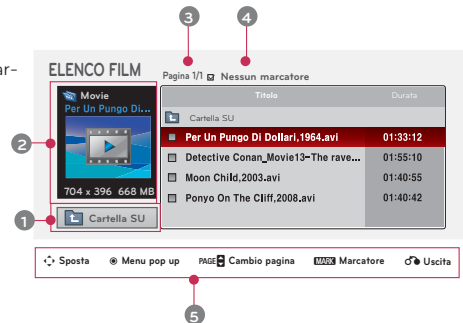 3
4
ar-
ELENCO FILM
Pagina 1/1 Nessun marcatore
Movie
Per Un Pungo Di...
704 x 396 668 MB
2
1
Cartella SU
Titolo Durata
Cartella SU
Per Un Pungo Di Dollari,1964.avi 01:33:12
Detective Conan_Movie13-The rave... 01:55:10
Moon Child,2003.avi 01:40:55
Ponyo On The Cliff,2008.avi 01:40:42
Sposta Menu pop up PAGE Cambio pagina MARK Marcatore Uscita
5